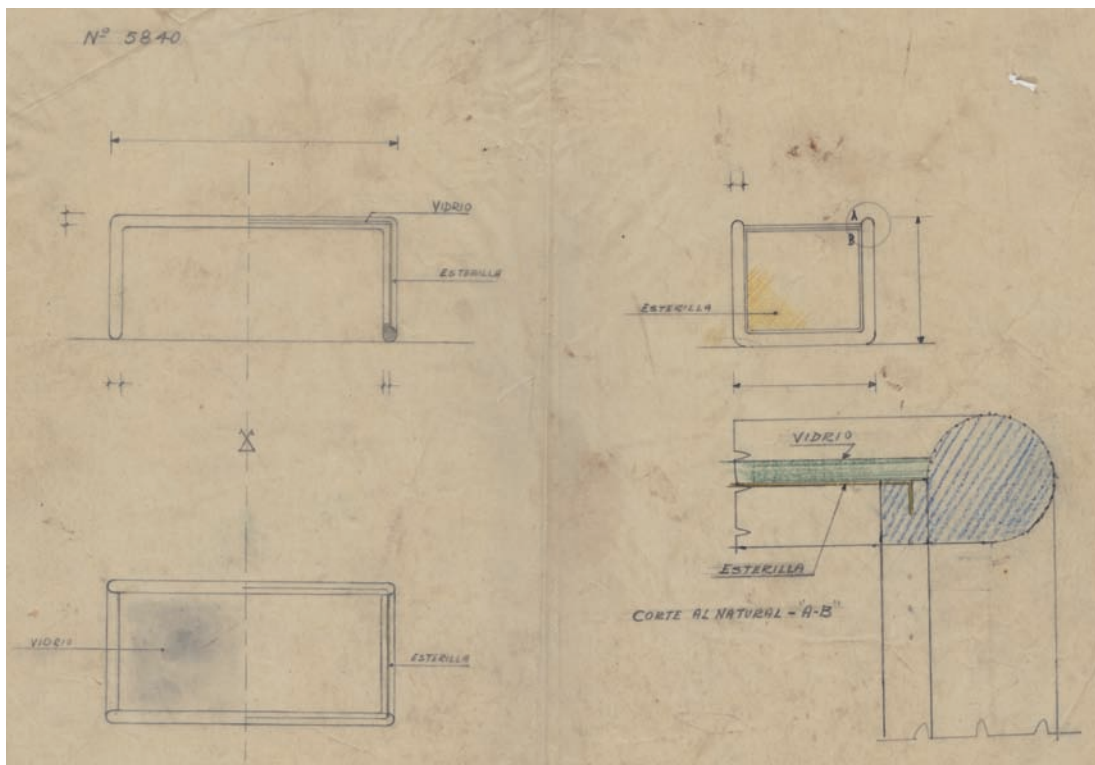 Nº 5840
VIDRIO
ESTERILLA
A
B
ESTERILLA
VIDRIO
ESTERILLA
CORTE AL NATURAL - "A-B"
VIDRIO
ESTERILLA